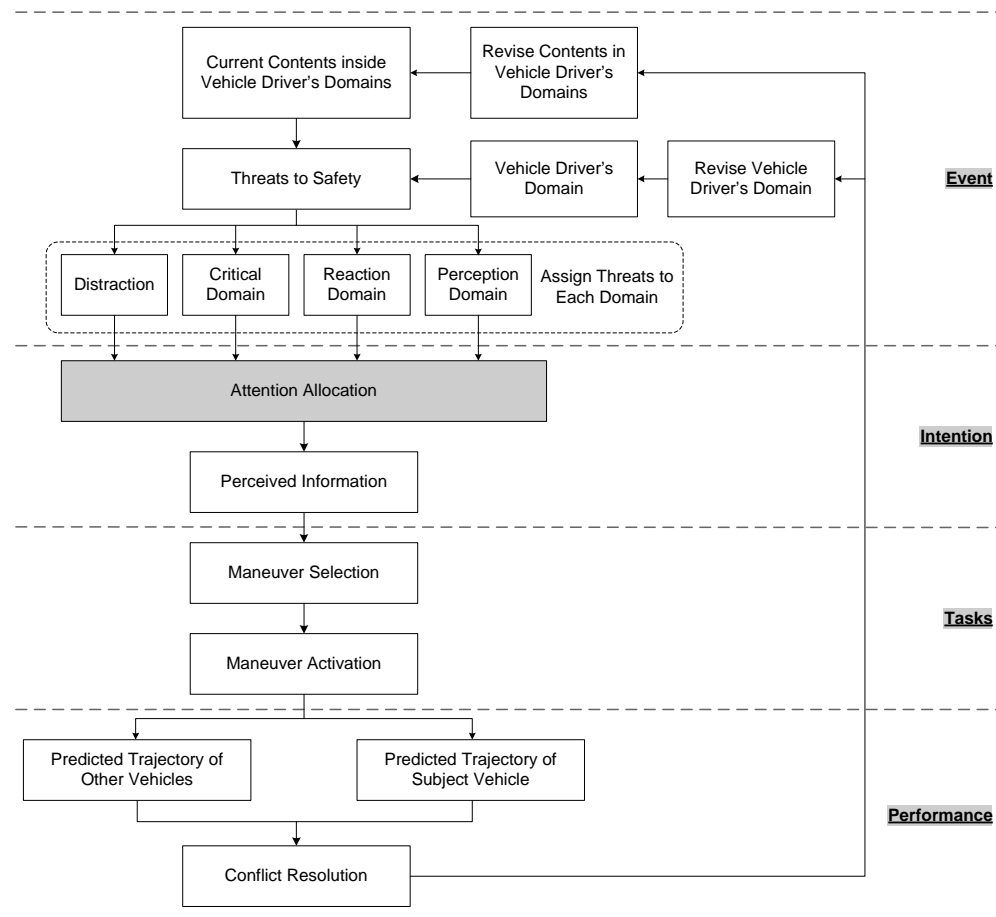 Current Contents inside
Vehicle Driver's Domains
Revise Contents in
Vehicle Driver's
Domains
Threats to Safety
Vehicle Driver's
Domain
Revise Vehicle
Driver's Domain
Event
Distraction
Critical
Domain
Reaction
Domain
Perception
Domain
Assign Threats to
Each Domain
Attention Allocation
Intention
Perceived Information
Maneuver Selection
Tasks
Maneuver Activation
Predicted Trajectory of
Other Vehicles
Predicted Trajectory of
Subject Vehicle
Performance
Conflict Resolution